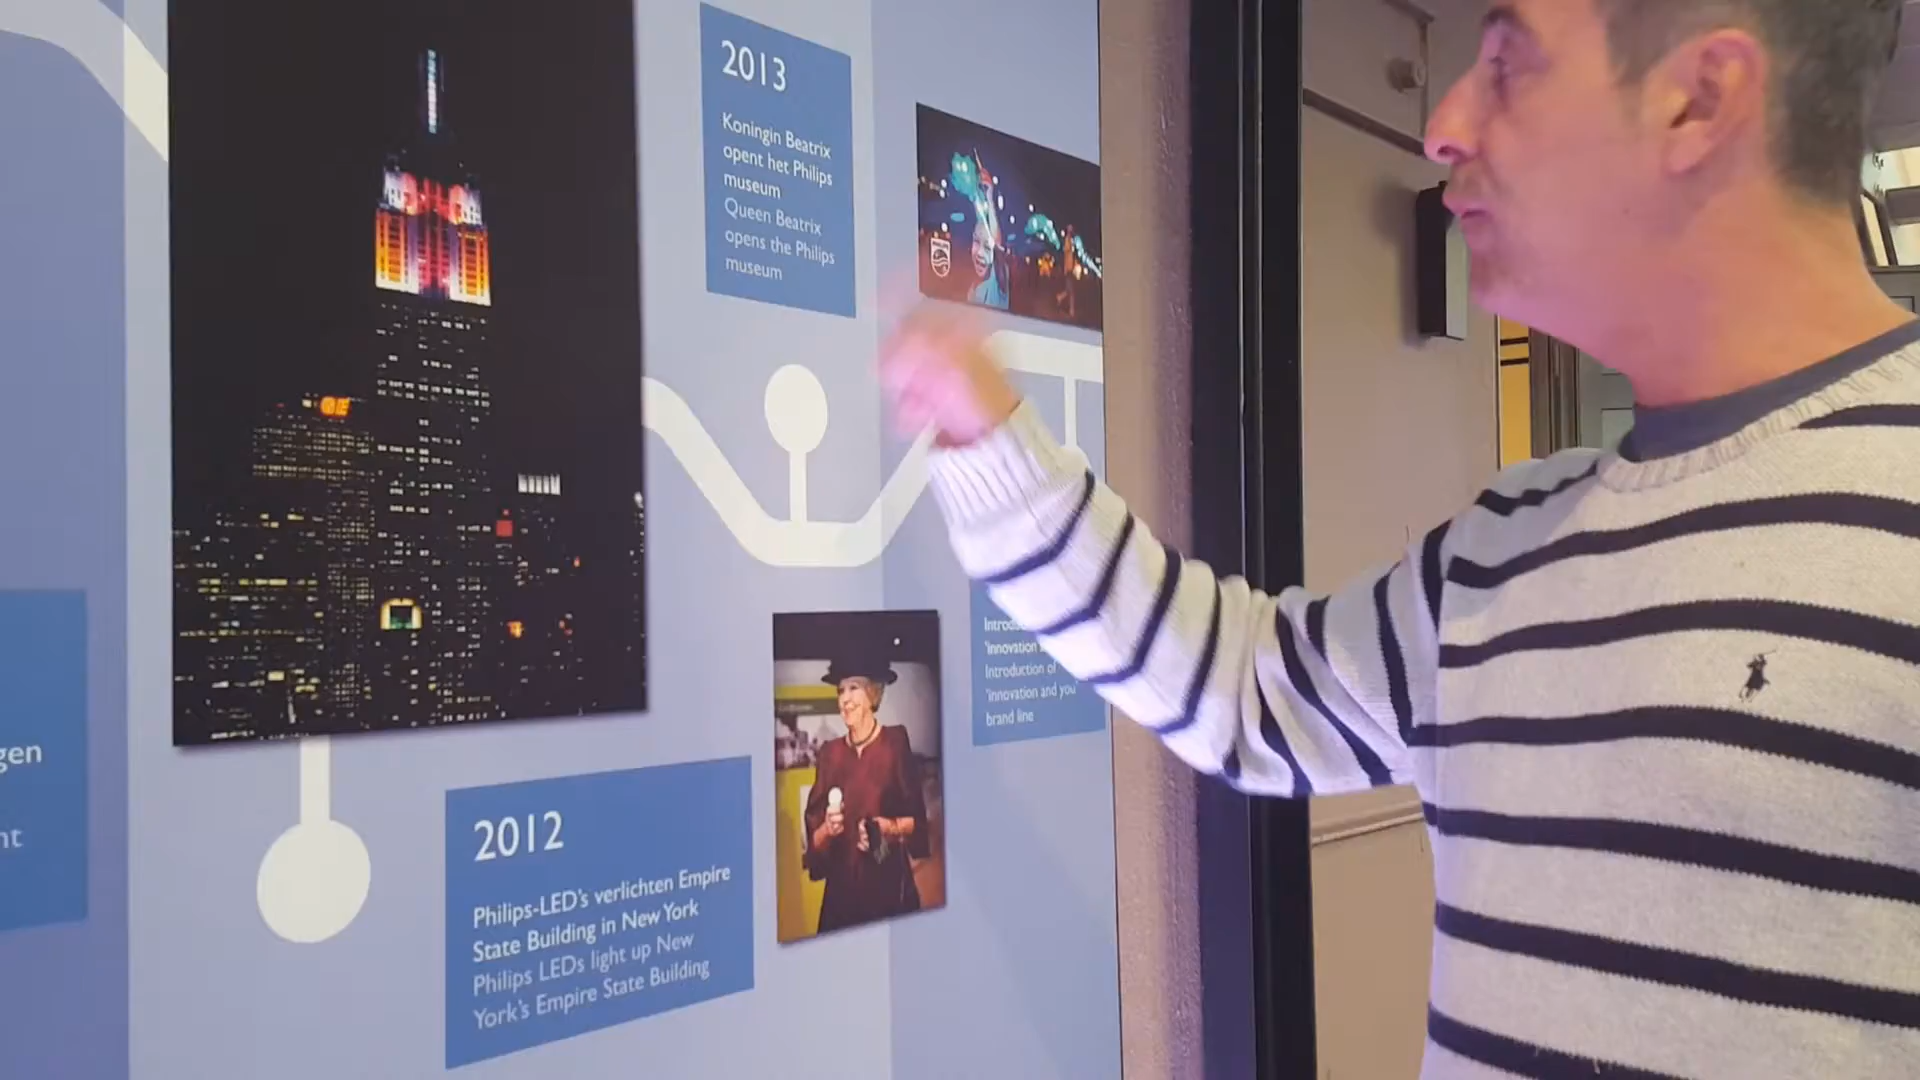 2013
Koningin Beatrix
opent het Philips
museum
Queen Beatrix
opens the Philips
museum
GE
gen
nt
2012
Philips-LED's verlichten Empire
State Building in New York
Philips LEDs light up New
York's Empire State Building
'innovation
Introduction of
'innovation and you'
brand line